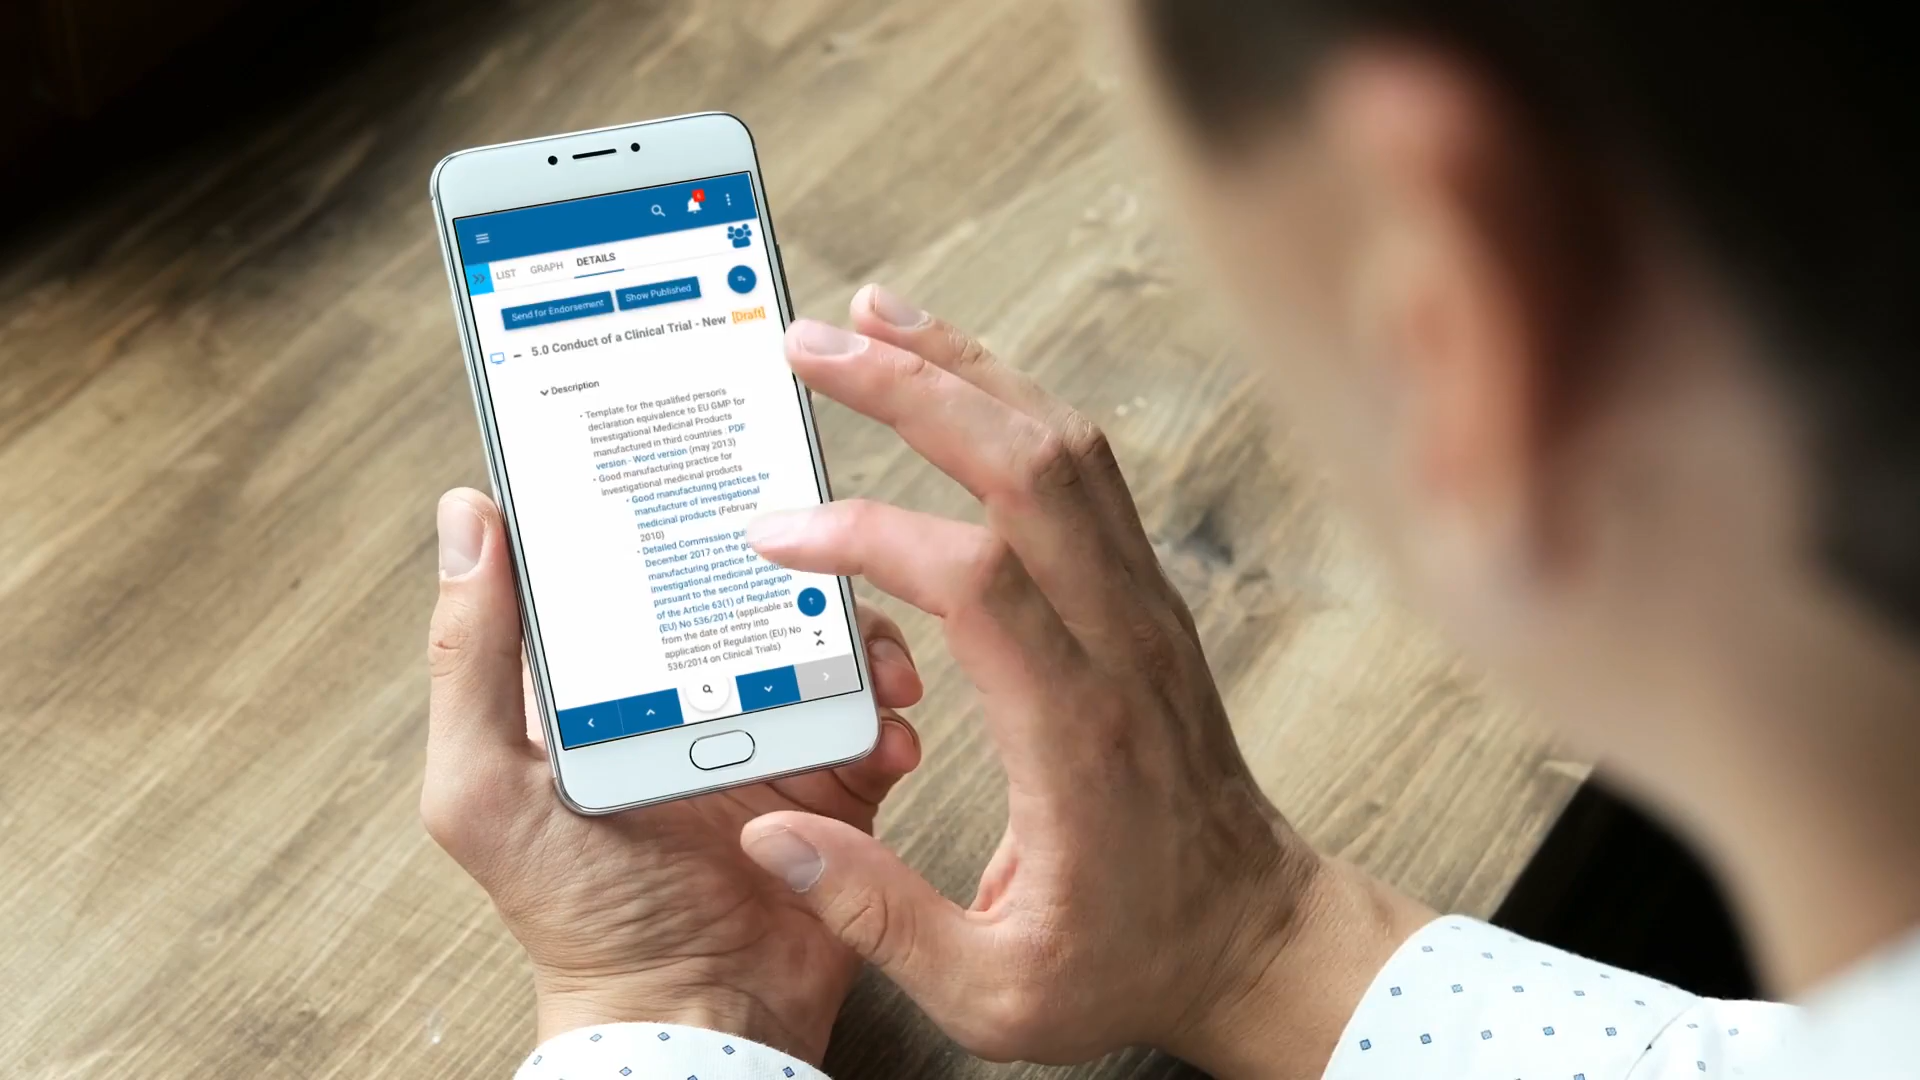 LIST GRAPH DETAILS
Send for Endorsement Show Published
5.0 Conduct of a Clinical Trial - New [Draft]
Description
• Template for the qualified person's
declaration equivalence to EU GMP for
Investigational Medicinal Products
manufactured in third countries : PDF
version - Word version (may 2013)
• Good manufacturing practice for
investigational medicinal products
• Good manufacturing practices for
manufacture of investigational
medicinal products (February
2010)
• Detailed Commission
December 2017 on the
manufacturing practice for
investigational medicinal
pursuant to the second paragraph
of the Article 63(1) of Regulation
(EU) No 536/2014 (applicable as
from the date of entry into
application of Regulation (EU) No
536/2014 on Clinical Trials)